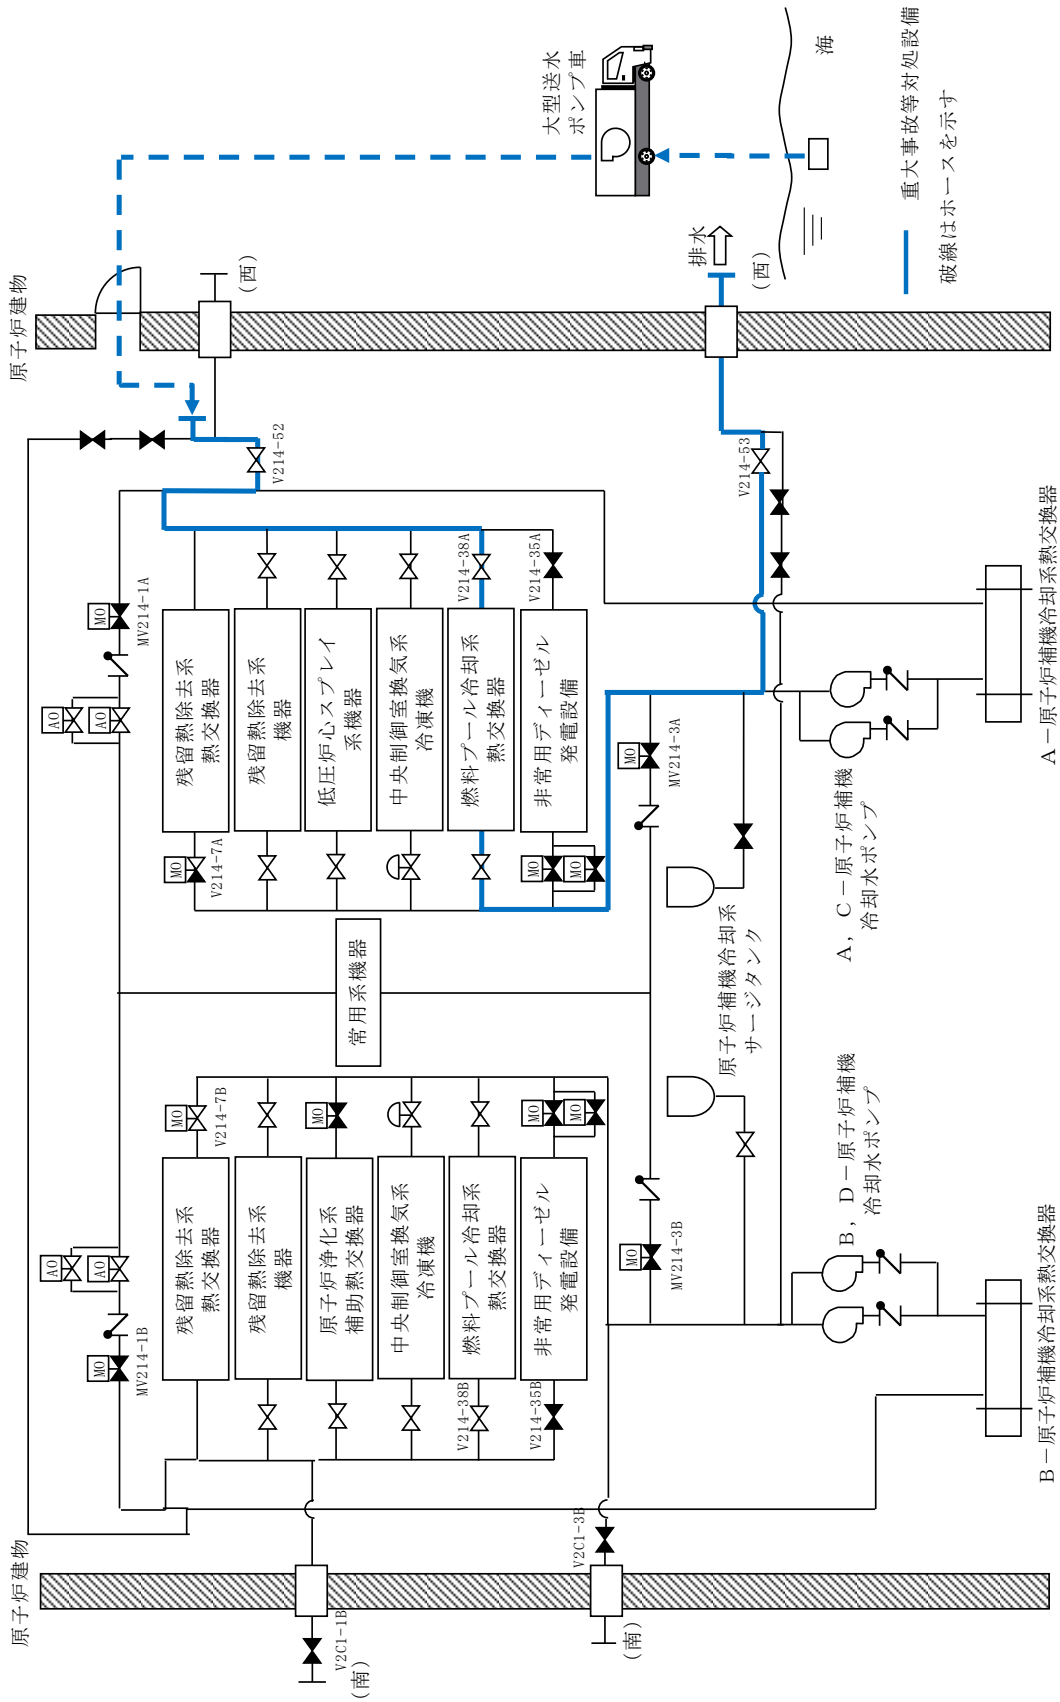 原子炉建物
原子炉建物
大型送水
ポンプ車
海
重大事故等対処設備
破線はホースを示す
排水
(西)
(西)
V214-52
V214-53
MO
MV214-1A
AO
AO
残留熱除去系
熱交換器
残留熱除去系
機器
低圧炉心スプレイ
系機器
中央制御室換気系
冷凍機
燃料プール冷却系
熱交換器
非常用ディーゼル
発電設備
V214-38A
V214-35A
MO
V214-7A
MO
MO
MO
MV214-3A
常用系機器
原子炉補機冷却系
サージタンク
A,C-原子炉補機
冷却水ポンプ
A-原子炉補機冷却系熱交換器
MO
V214-7B
MO
MO
MO
AO
AO
MO
MV214-1B
残留熱除去系
熱交換器
残留熱除去系
機器
原子炉浄化系
補助熱交換器
中央制御室換気系
冷凍機
燃料プール冷却系
熱交換器
非常用ディーゼル
発電設備
V214-38B
V214-35B
MO
MV214-3B
B,D-原子炉補機
冷却水ポンプ
B-原子炉補機冷却系熱交換器
V2C1-3B
V2C1-1B
(南)
(南)